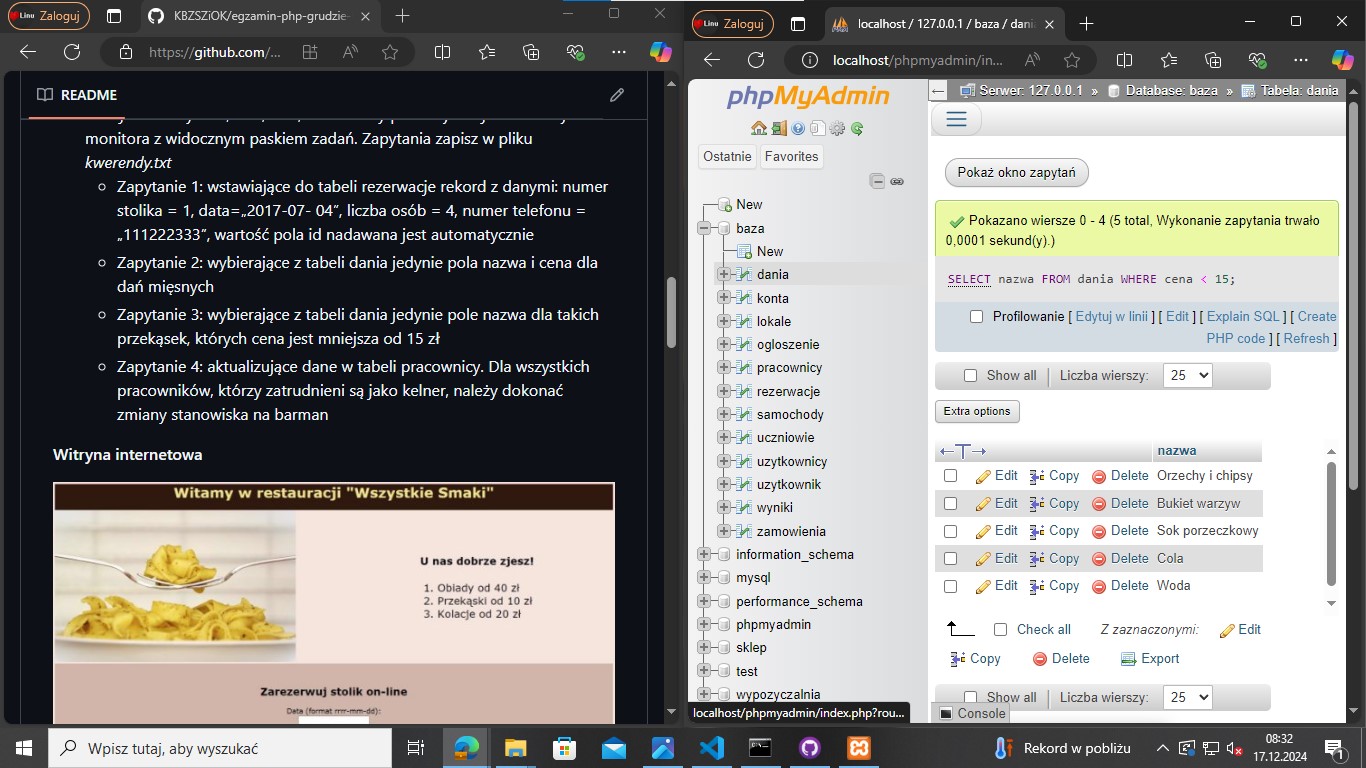 Linu Zaloguj
KBZSZiOK/egzamin-php-grudzie
https://github.com/...
README
monitora z widocznym paskiem zadań. Zapytania zapisz w pliku
kwerendy.txt
Zapytanie 1: wstawiające do tabeli rezerwacje rekord z danymi: numer
stolika = 1, data=„2017-07- 04”, liczba osób = 4, numer telefonu =
„111222333”, wartość pola id nadawana jest automatycznie
Zapytanie 2: wybierające z tabeli dania jedynie pola nazwa i cena dla
dań mięsnych
Zapytanie 3: wybierające z tabeli dania jedynie pole nazwa dla takich
przekąsek, których cena jest mniejsza od 15 zł
Zapytanie 4: aktualizujące dane w tabeli pracownicy. Dla wszystkich
pracowników, którzy zatrudnieni są jako kelner, należy dokonać
zmiany stanowiska na barman
Witryna internetowa
Witamy w restauracji "Wszystkie Smaki"
U nas dobrze zjesz!
1. Obiady od 40 zł
2. Przekąski od 10 zł
3. Kolacje od 20 zł
Zarezerwuj stolik on-line
Data (format rrrr-mm-dd):
Linu Zaloguj
localhost / 127.0.0.1 / baza / dani
localhost/phpmyadmin/in...
phpMyAdmin
Ostatnie
Favorites
New
baza
New
dania
konta
lokale
ogloszenie
pracownicy
rezerwacje
samochody
uczniowie
uzytkownicy
uzytkownik
wyniki
zamowienia
information_schema
mysql
performance_schema
phpmyadmin
sklep
test
wypozyczalnia
localhost/phpmyadmin/index.php?rou...
Serwer: 127.0.0.1 » Database: baza » Tabela: dania
Pokaż okno zapytań
Pokazano wiersze 0 - 4 (5 total, Wykonanie zapytania trwało
0,0001 sekund(y).)
SELECT nazwa FROM dania WHERE cena < 15;
Profilowanie [ Edytuj w linii ] [ Edit ] [ Explain SQL ] [ Create
PHP code ] [ Refresh ]
Show all | Liczba wierszy: 25
Extra options
←T→ nazwa
Edit Copy Delete Orzechy i chipsy
Edit Copy Delete Bukiet warzyw
Edit Copy Delete Sok porzeczkowy
Edit Copy Delete Cola
Edit Copy Delete Woda
Check all Z zaznaczonymi: Edit
Copy Delete Export
Show all | Liczba wierszy: 25
Console
Wpisz tutaj, aby wyszukać
Rekord w pobliżu
08:32
17.12.2024
1